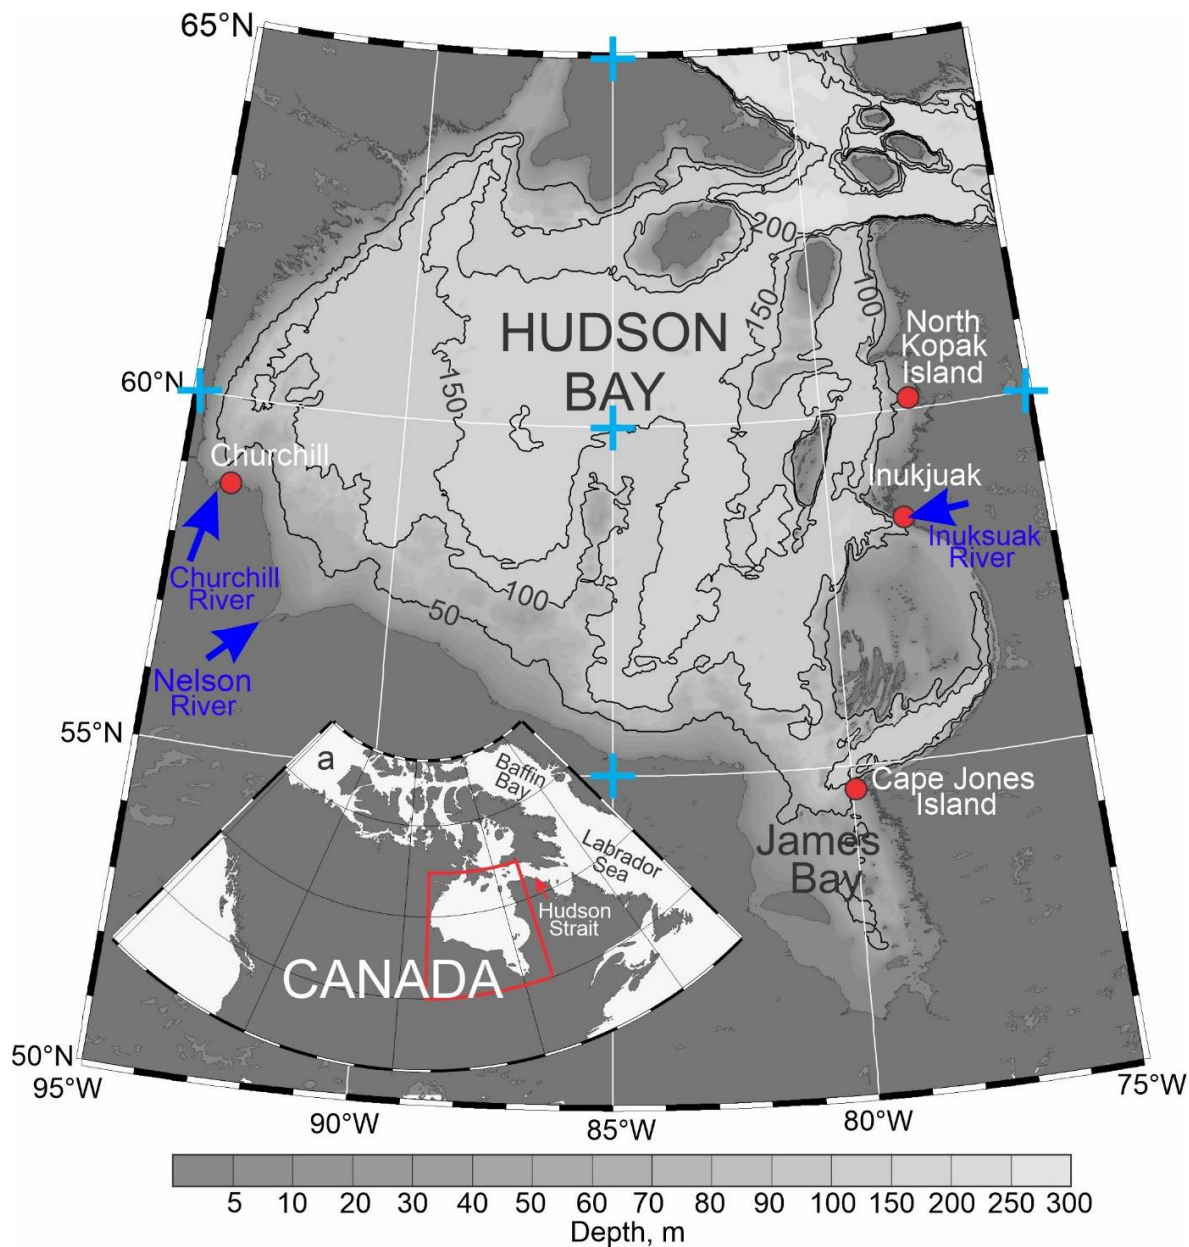 65°N
200
150
100
HUDSON
BAY
North
Kopak
Island
60°N
150
Churchill
Inukjuak
Inuksuak
River
Churchill
River
100
50
Nelson
River
55°N
a
Baffin
Bay
Cape Jones
Island
James
Bay
Labrador
Sea
Hudson
Strait
CANADA
50°N
95°W
90°W
85°W
80°W
75°W
5 10 20 30 40 50 60 70 80 90 100 150 200 250 300
Depth, m